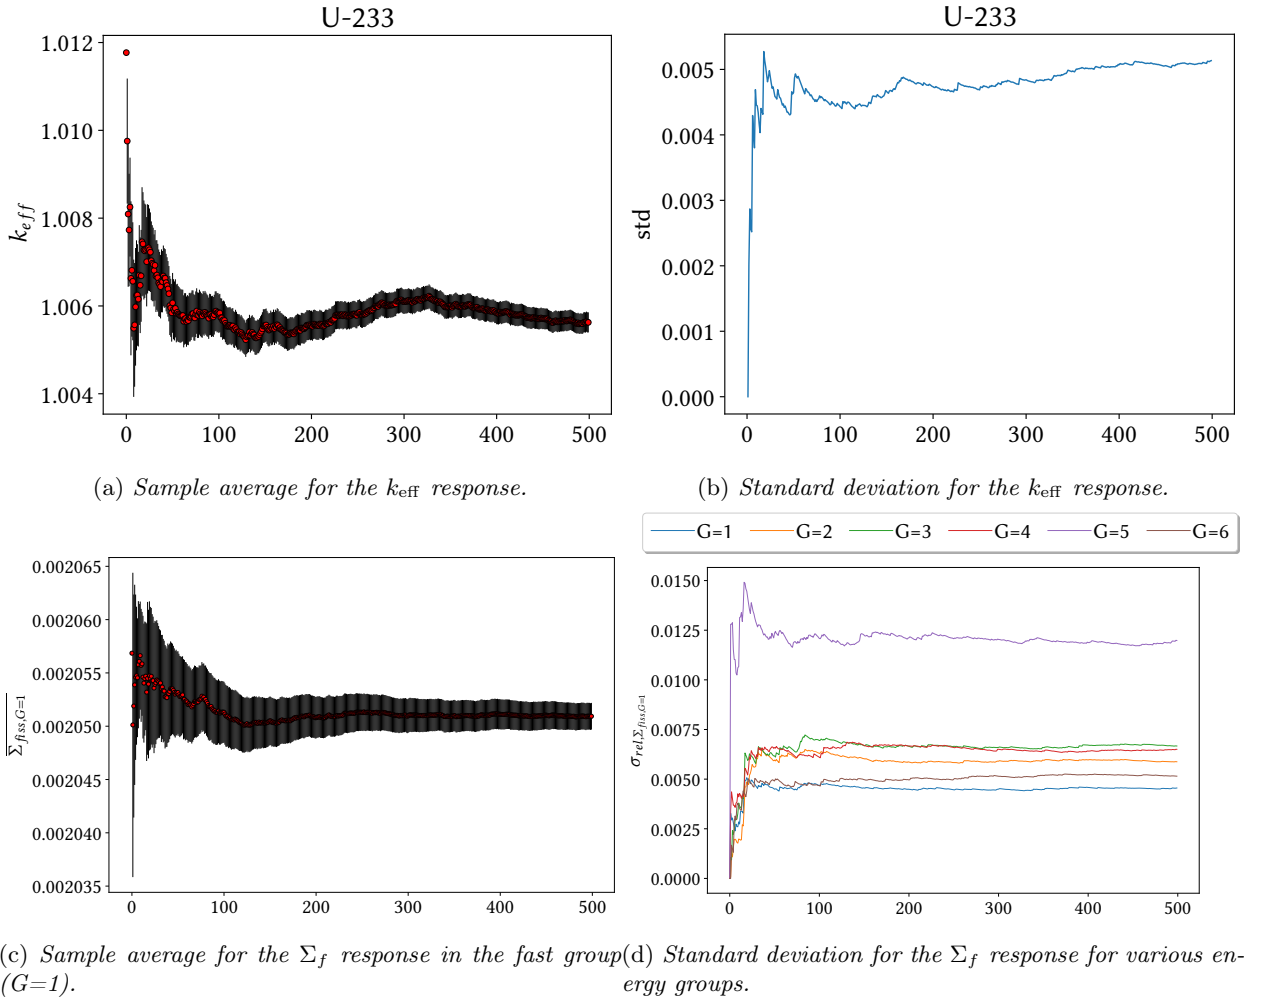 U-233
1.012
1.010
1.008
1.006
1.004
k_eff
0 100 200 300 400 500
U-233
0.005
0.004
0.003
0.002
0.001
0.000
std
0 100 200 300 400 500
(a) Sample average for the k_eff response.
(b) Standard deviation for the k_eff response.
0.002065
0.002060
0.002055
0.002050
0.002045
0.002040
0.002035
Σ_fiss,G=1
0 100 200 300 400 500
G=1 G=2 G=3 G=4 G=5 G=6
0.0150
0.0125
0.0100
0.0075
0.0050
0.0025
0.0000
σ_rel,Σ_fiss,G=1
0 100 200 300 400 500
(c) Sample average for the Σ_f response in the fast group
(G=1).
(d) Standard deviation for the Σ_f response for various en-
ergy groups.